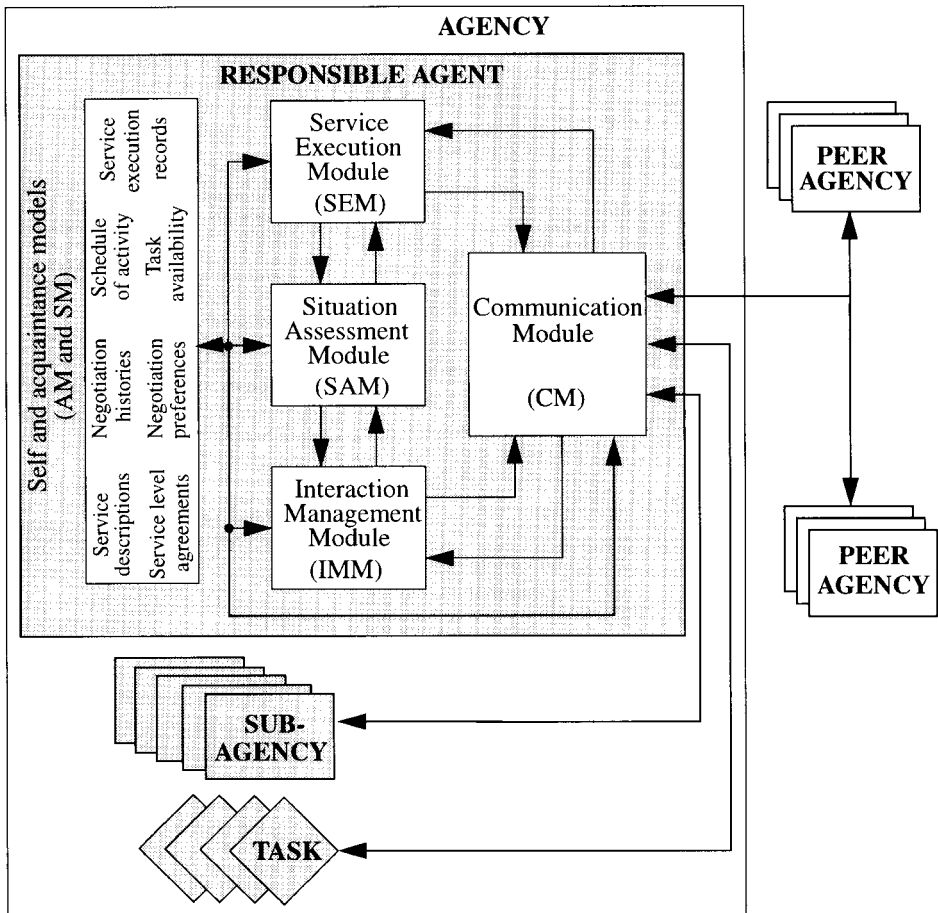 AGENCY
RESPONSIBLE AGENT
Self and acquaintance models
(AM and SM)
Service
execution
records
Schedule
of activity
Task
availability
Negotiation
histories
Negotiation
preferences
Service
descriptions
Service level
agreements
Service
Execution
Module
(SEM)
Situation
Assessment
Module
(SAM)
Interaction
Management
Module
(IMM)
Communication
Module
(CM)
PEER
AGENCY
PEER
AGENCY
SUB-
AGENCY
TASK